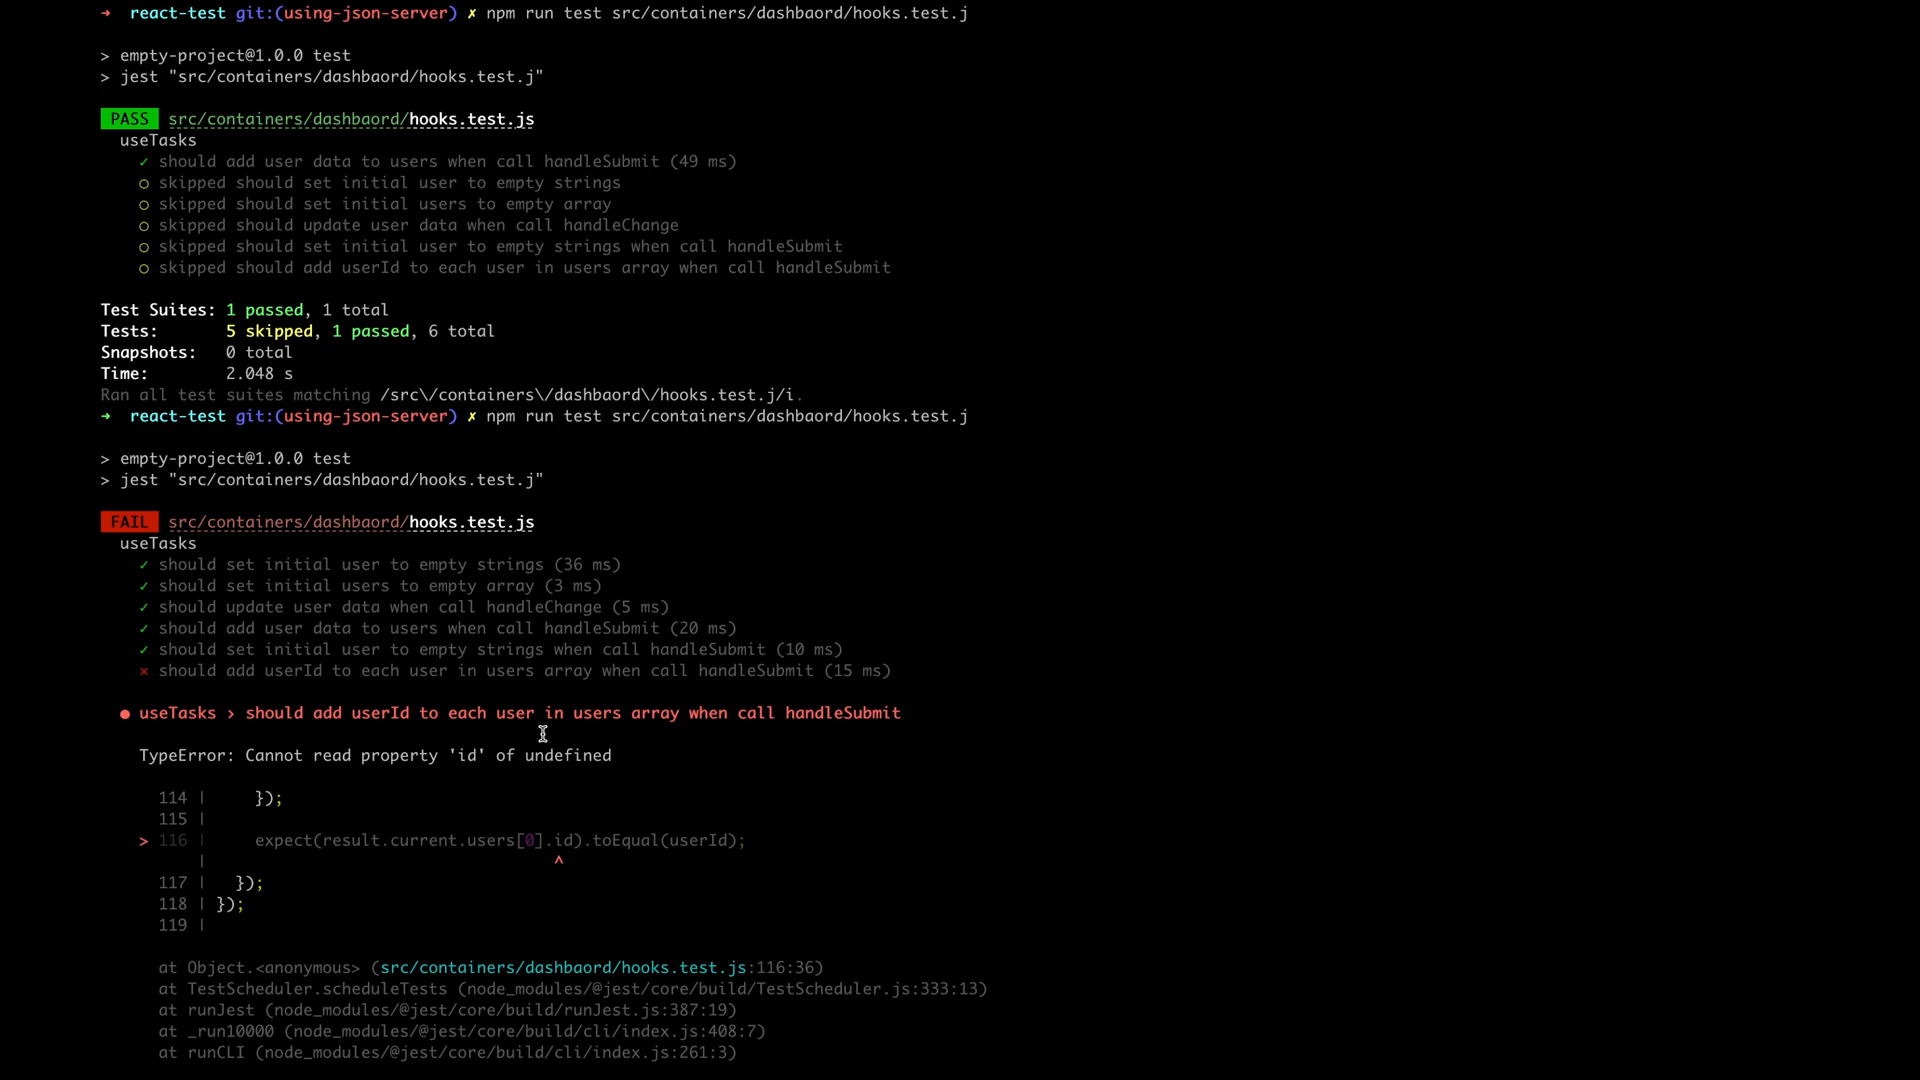 ➜ react-test git:(using-json-server) ✗ npm run test src/containers/dashbaord/hooks.test.j
> empty-project@1.0.0 test
> jest "src/containers/dashbaord/hooks.test.j"
PASS src/containers/dashbaord/hooks.test.js
useTasks
✓ should add user data to users when call handleSubmit (49 ms)
○ skipped should set initial user to empty strings
○ skipped should set initial users to empty array
○ skipped should update user data when call handleChange
○ skipped should set initial user to empty strings when call handleSubmit
○ skipped should add userId to each user in users array when call handleSubmit
Test Suites: 1 passed, 1 total
Tests: 5 skipped, 1 passed, 6 total
Snapshots: 0 total
Time: 2.048 s
Ran all test suites matching /src\/containers\/dashbaord\/hooks.test.j/i.
➜ react-test git:(using-json-server) ✗ npm run test src/containers/dashbaord/hooks.test.j
> empty-project@1.0.0 test
> jest "src/containers/dashbaord/hooks.test.j"
FAIL src/containers/dashbaord/hooks.test.js
useTasks
✓ should set initial user to empty strings (36 ms)
✓ should set initial users to empty array (3 ms)
✓ should update user data when call handleChange (5 ms)
✓ should add user data to users when call handleSubmit (20 ms)
✓ should set initial user to empty strings when call handleSubmit (10 ms)
✕ should add userId to each user in users array when call handleSubmit (15 ms)
● useTasks › should add userId to each user in users array when call handleSubmit
TypeError: Cannot read property 'id' of undefined
114 | });
115 |
> 116 | expect(result.current.users[0].id).toEqual(userId);
| ^
117 | });
118 | });
119 |
at Object.<anonymous> (src/containers/dashbaord/hooks.test.js:116:36)
at TestScheduler.scheduleTests (node_modules/@jest/core/build/TestScheduler.js:333:13)
at runJest (node_modules/@jest/core/build/runJest.js:387:19)
at _run10000 (node_modules/@jest/core/build/cli/index.js:408:7)
at runCLI (node_modules/@jest/core/build/cli/index.js:261:3)